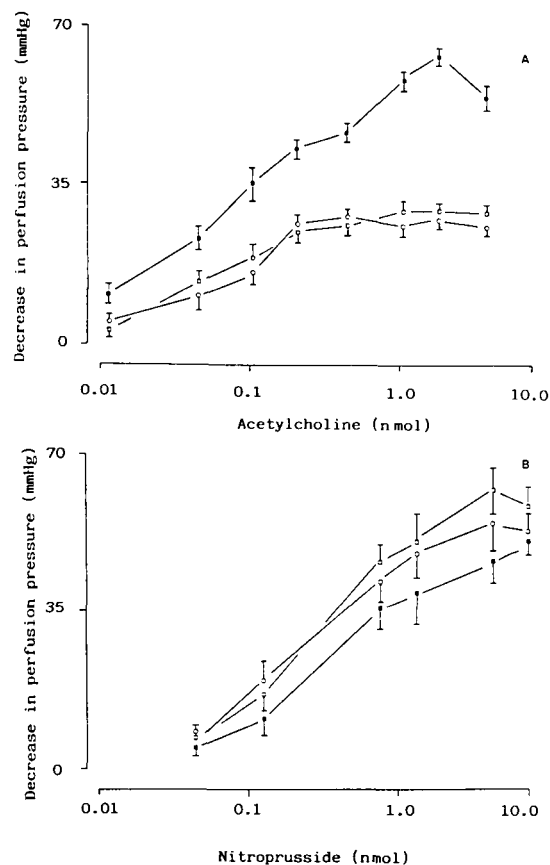 70
A
35
0
Decrease in perfusion pressure (mmHg)
0.01 0.1 1.0 10.0
Acetylcholine (nmol)
70
B
35
0
Decrease in perfusion pressure (mmHg)
0.01 0.1 1.0 10.0
Nitroprusside (nmol)